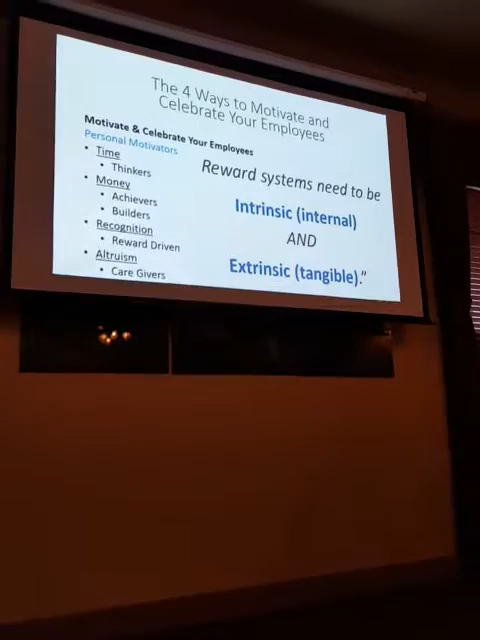 The 4 Ways to Motivate and
Celebrate Your Employees
Motivate & Celebrate Your Employees
Personal Motivators
• Time
• Thinkers
• Money
• Achievers
• Builders
• Recognition
• Reward Driven
• Altruism
• Care Givers
Reward systems need to be
Intrinsic (internal)
AND
Extrinsic (tangible).”